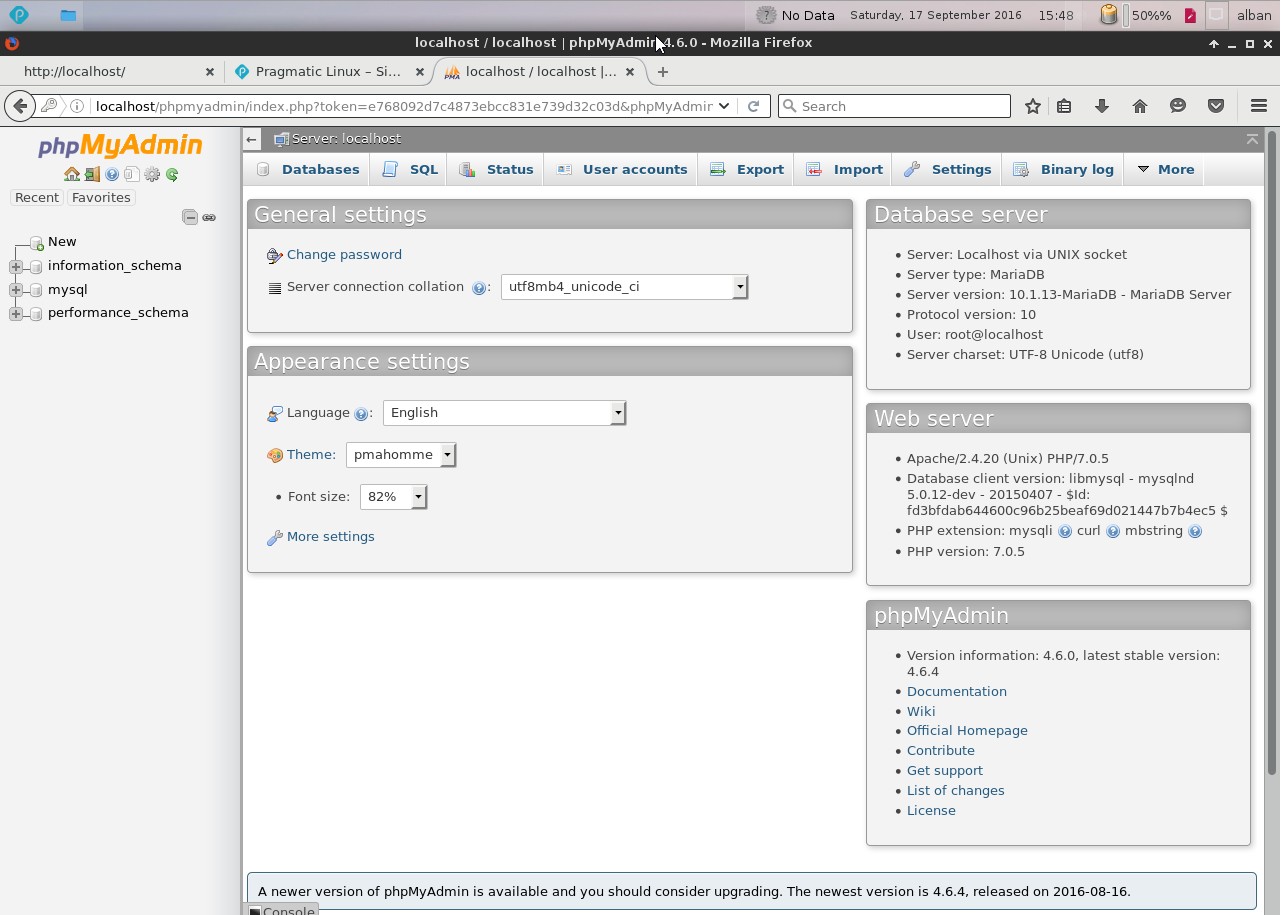 No Data Saturday, 17 September 2016 15:48 50%% alban
localhost / localhost | phpMyAdmin 4.6.0 - Mozilla Firefox
http://localhost/ Pragmatic Linux – Si... localhost / localhost |...
localhost/phpmyadmin/index.php?token=e768092d7c4873ebcc831e739d32c03d&phpMyAdmin Search
phpMyAdmin
Recent Favorites
New
information_schema
mysql
performance_schema
Server: localhost
Databases SQL Status User accounts Export Import Settings Binary log More
General settings
Change password
Server connection collation : utf8mb4_unicode_ci
Appearance settings
Language : English
Theme: pmahomme
• Font size: 82%
More settings
Database server
• Server: Localhost via UNIX socket
• Server type: MariaDB
• Server version: 10.1.13-MariaDB - MariaDB Server
• Protocol version: 10
• User: root@localhost
• Server charset: UTF-8 Unicode (utf8)
Web server
• Apache/2.4.20 (Unix) PHP/7.0.5
• Database client version: libmysql - mysqlnd
5.0.12-dev - 20150407 - $Id:
fd3bfdab644600c96b25beaf69d021447b7b4ec5 $
• PHP extension: mysqli curl mbstring
• PHP version: 7.0.5
phpMyAdmin
• Version information: 4.6.0, latest stable version:
4.6.4
• Documentation
• Wiki
• Official Homepage
• Contribute
• Get support
• List of changes
• License
A newer version of phpMyAdmin is available and you should consider upgrading. The newest version is 4.6.4, released on 2016-08-16.
Console